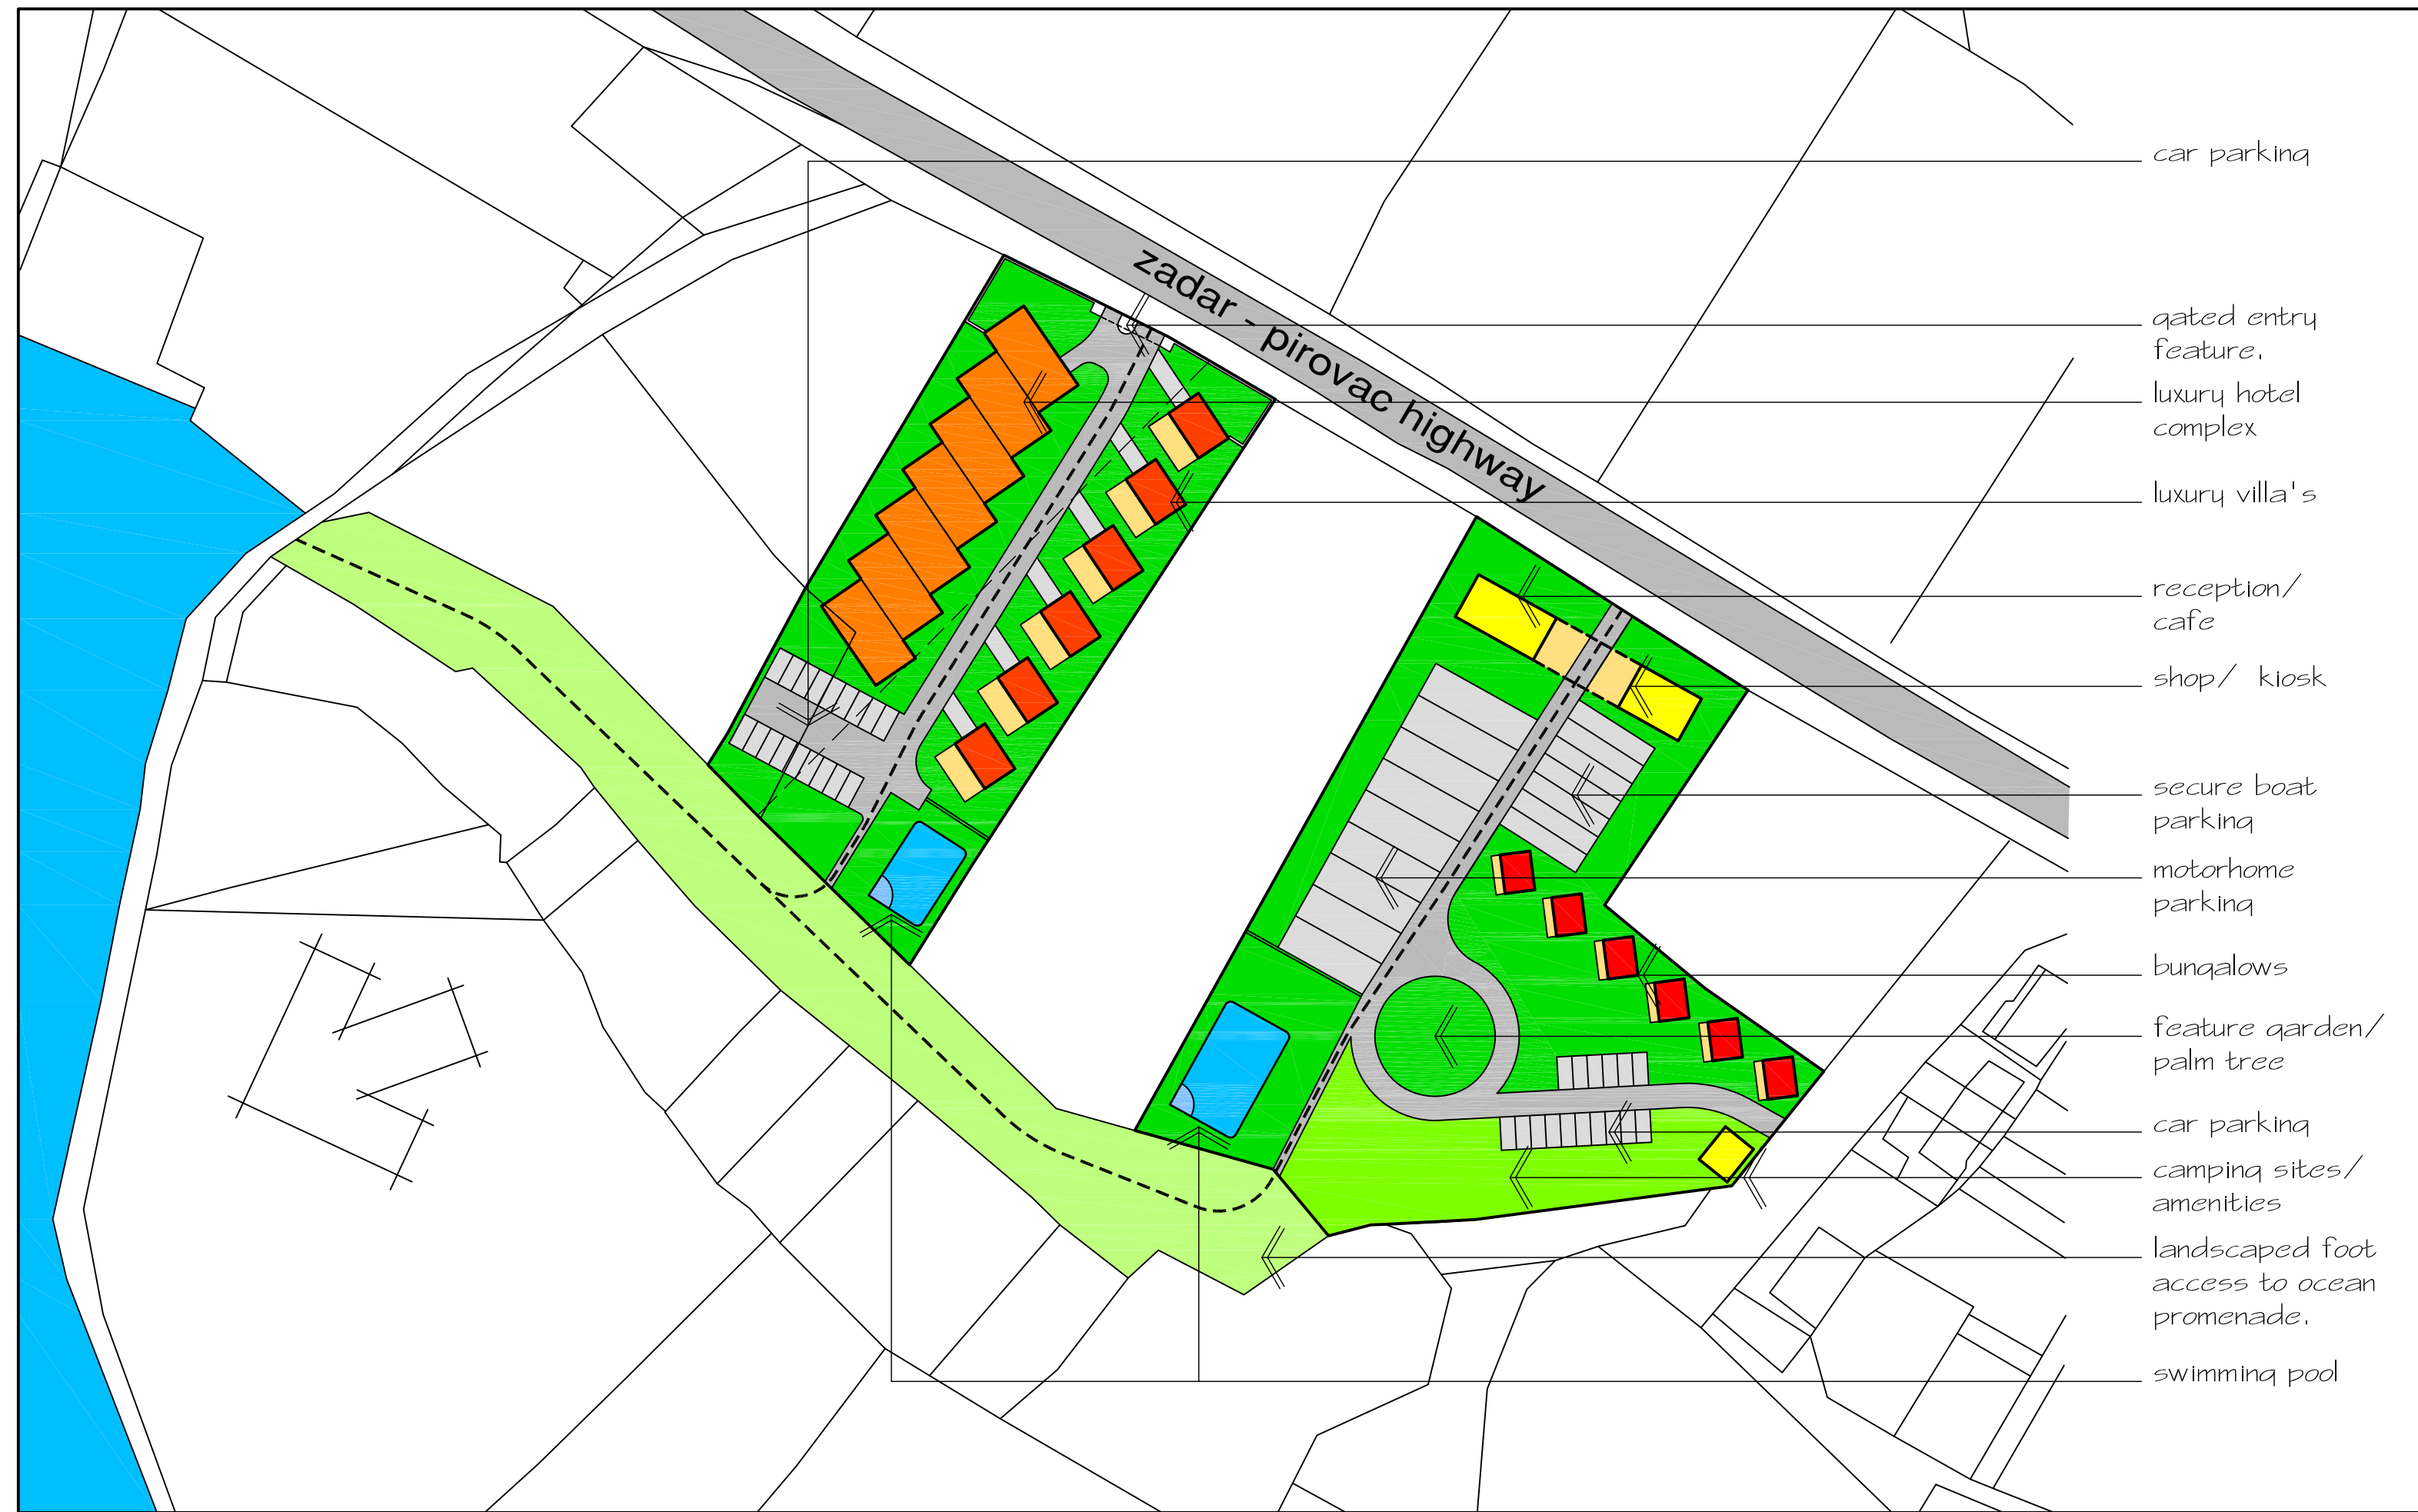 car parking
zadar - pirovac highway
gated entry
feature.
luxury hotel
complex
luxury villa's
reception/
cafe
shop/ kiosk
secure boat
parking
motorhome
parking
bungalows
feature garden/
palm tree
car parking
camping sites/
amenities
landscaped foot
access to ocean
promenade.
swimming pool